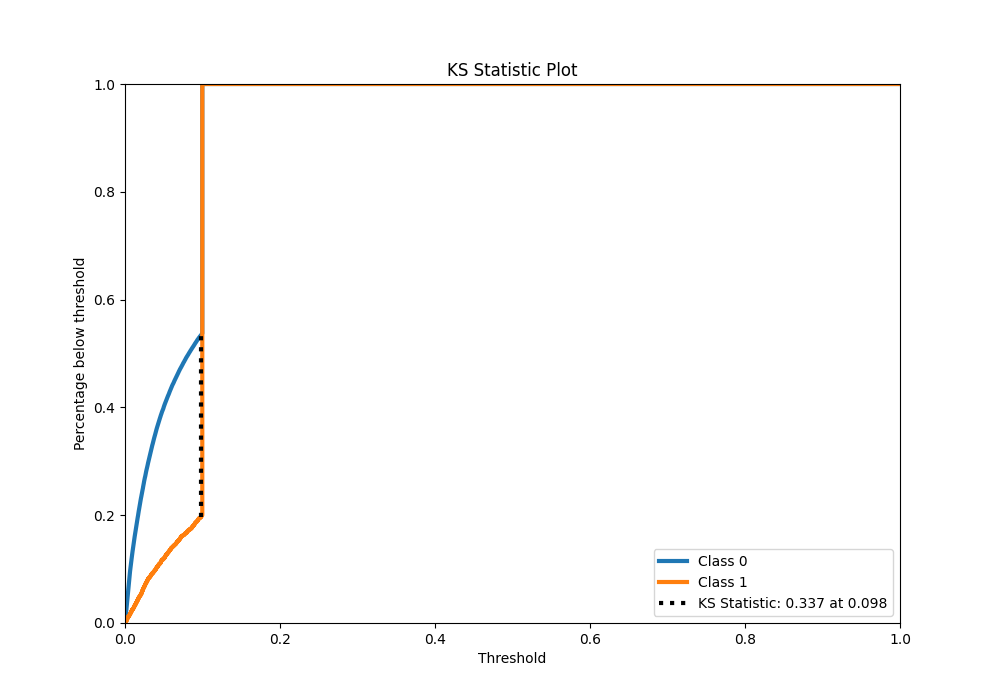 KS Statistic Plot
1.0
0.8
0.6
0.4
0.2
0.0
Percentage below threshold
0.0 0.2 0.4 0.6 0.8 1.0
Threshold
Class 0
Class 1
KS Statistic: 0.337 at 0.098